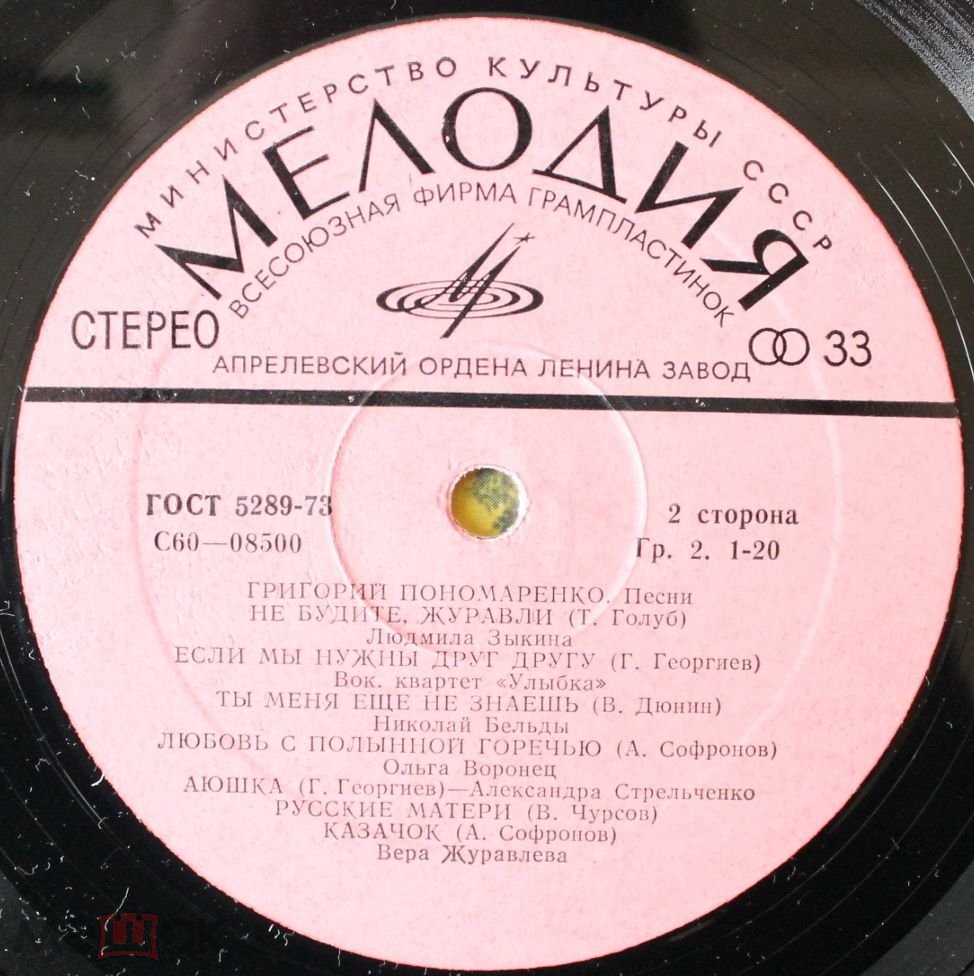 МИНИСТЕРСТВО КУЛЬТУРЫ СССР
МЕЛОДИЯ
ВСЕСОЮЗНАЯ ФИРМА ГРАМПЛАСТИНОК
СТЕРЕО
33
АПРЕЛЕВСКИЙ ОРДЕНА ЛЕНИНА ЗАВОД
ГОСТ 5289-73
2 сторона
С60—08500
Гр. 2. 1-20
ГРИГОРИЙ ПОНОМАРЕНКО. Песни
НЕ БУДИТЕ, ЖУРАВЛИ (Т. Голуб)
Людмила Зыкина
ЕСЛИ МЫ НУЖНЫ ДРУГ ДРУГУ (Г. Георгиев)
Вок. квартет «Улыбка»
ТЫ МЕНЯ ЕЩЕ НЕ ЗНАЕШЬ (В. Дюнин)
Николай Бельды
ЛЮБОВЬ С ПОЛЫННОЙ ГОРЕЧЬЮ (А. Софронов)
Ольга Воронец
АЮШКА (Г. Георгиев)—Александра Стрельченко
РУССКИЕ МАТЕРИ (В. Чурсов)
КАЗАЧОК (А. Софронов)
Вера Журавлева